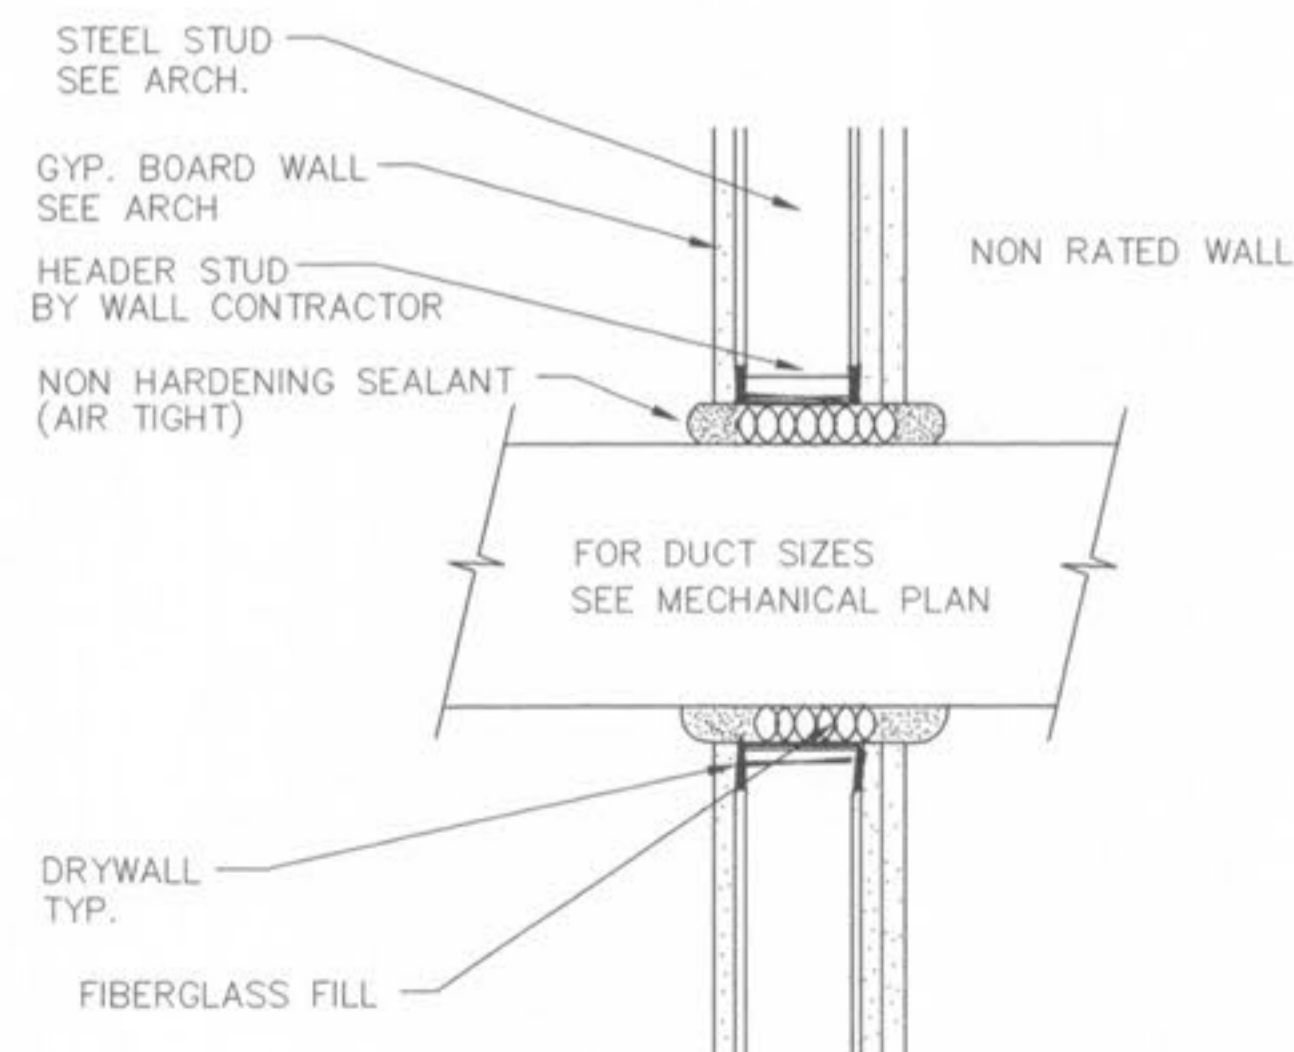 STEEL STUD
SEE ARCH.
GYP. BOARD WALL
SEE ARCH
NON RATED WALL
HEADER STUD
BY WALL CONTRACTOR
NON HARDENING SEALANT
(AIR TIGHT)
FOR DUCT SIZES
SEE MECHANICAL PLAN
DRYWALL
TYP.
FIBERGLASS FILL